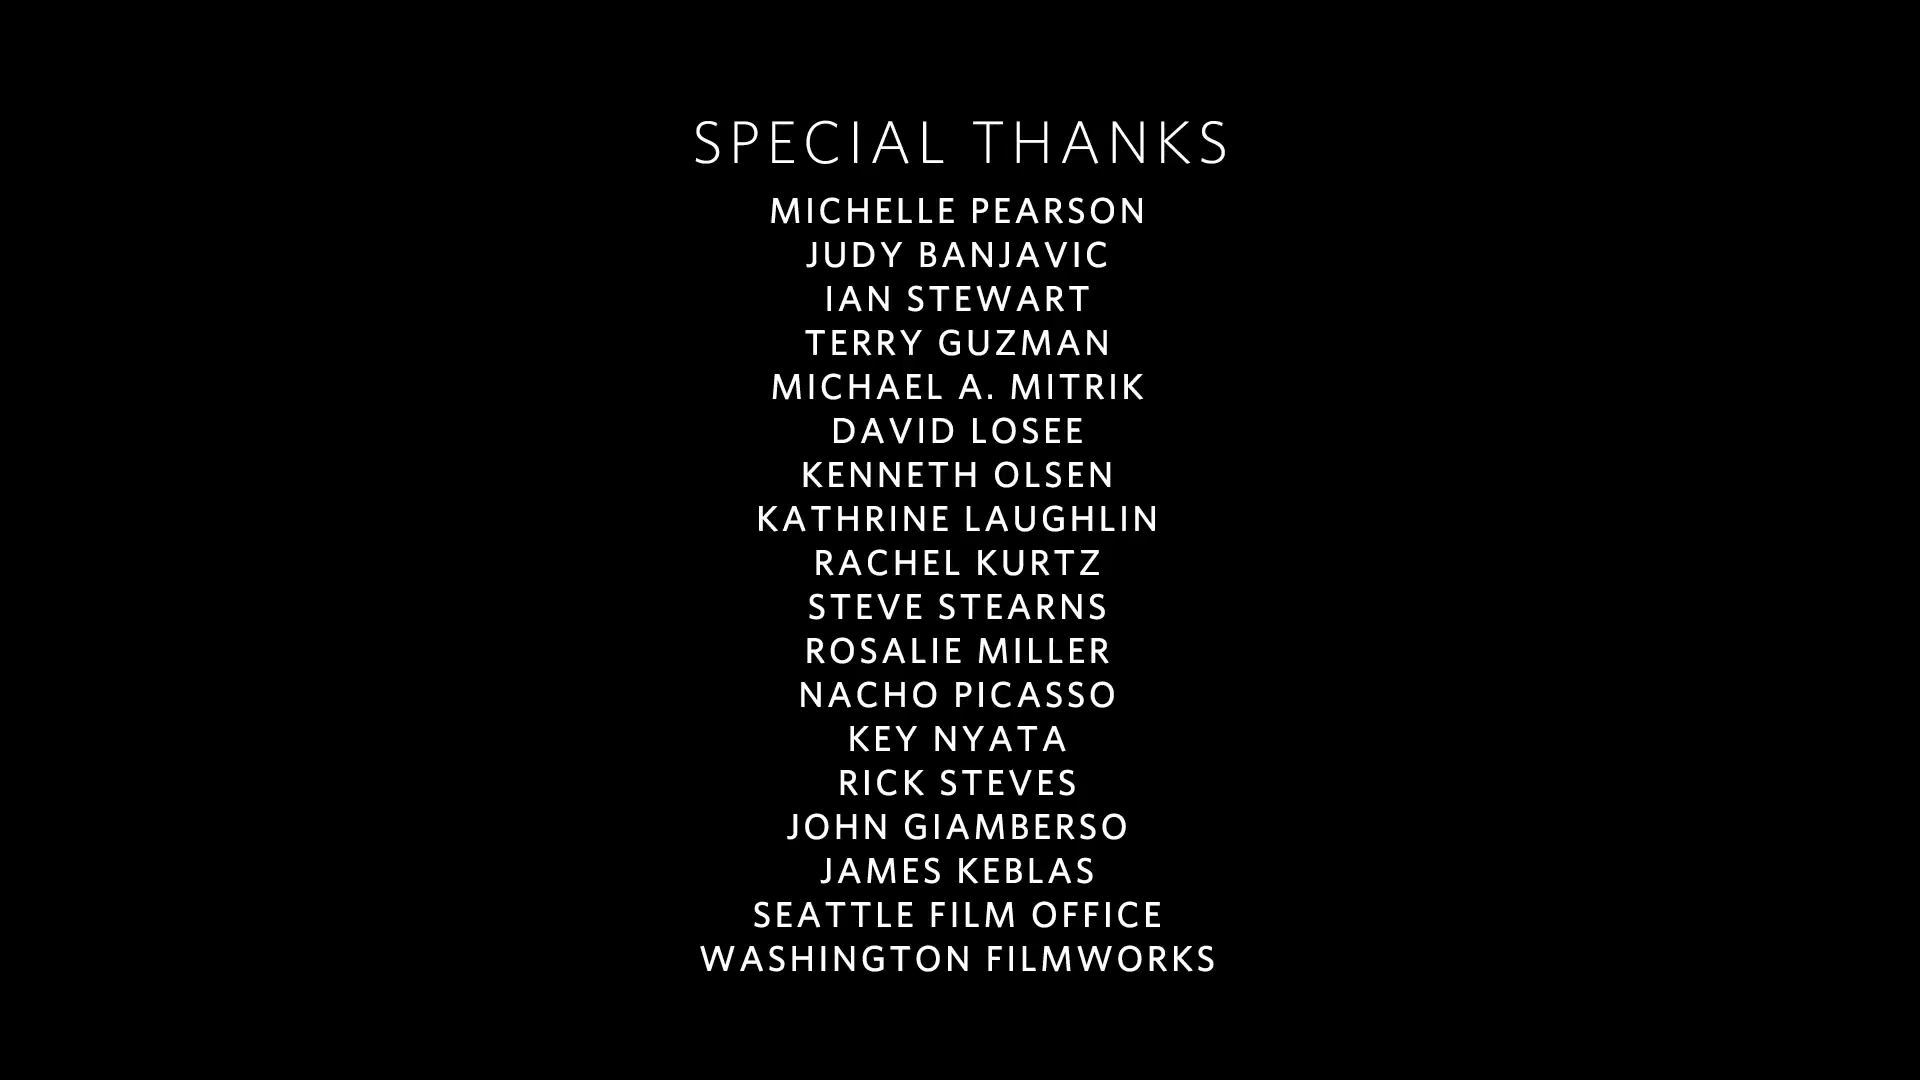 SPECIAL THANKS
MICHELLE PEARSON
JUDY BANJAVIC
IAN STEWART
TERRY GUZMAN
MICHAEL A. MITRIK
DAVID LOSEE
KENNETH OLSEN
KATHRINE LAUGHLIN
RACHEL KURTZ
STEVE STEARNS
ROSALIE MILLER
NACHO PICASSO
KEY NYATA
RICK STEVES
JOHN GIAMBERSO
JAMES KEBLAS
SEATTLE FILM OFFICE
WASHINGTON FILMWORKS